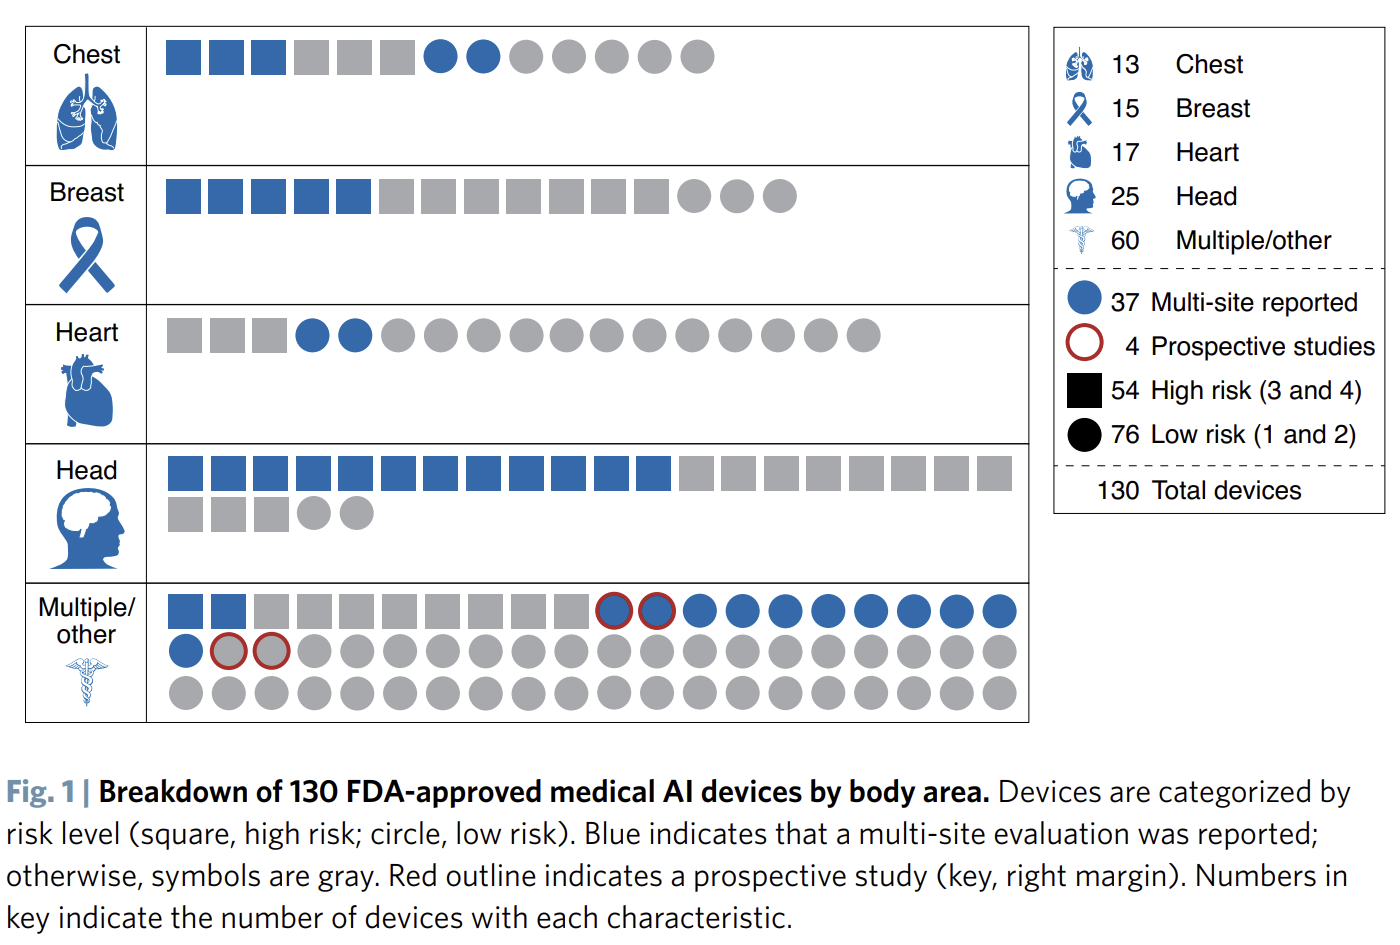 Chest
Breast
Heart
Head
Multiple/
other
13 Chest
15 Breast
17 Heart
25 Head
60 Multiple/other
37 Multi-site reported
4 Prospective studies
54 High risk (3 and 4)
76 Low risk (1 and 2)
130 Total devices
Fig. 1 | Breakdown of 130 FDA-approved medical AI devices by body area. Devices are categorized by
risk level (square, high risk; circle, low risk). Blue indicates that a multi-site evaluation was reported;
otherwise, symbols are gray. Red outline indicates a prospective study (key, right margin). Numbers in
key indicate the number of devices with each characteristic.